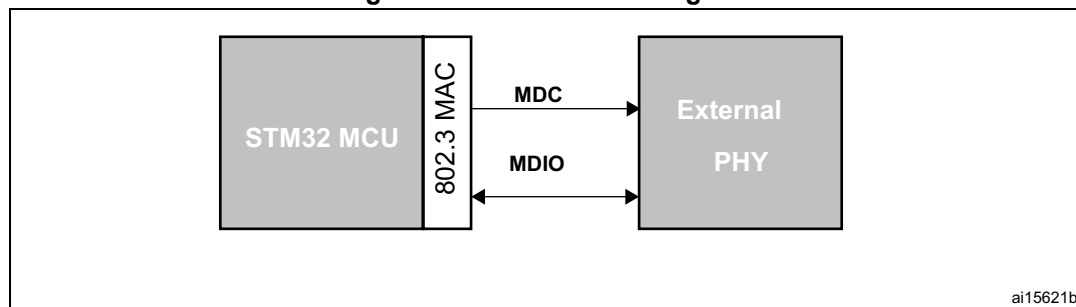 STM32 MCU
802.3 MAC
MDC
MDIO
External
PHY
ai15621b